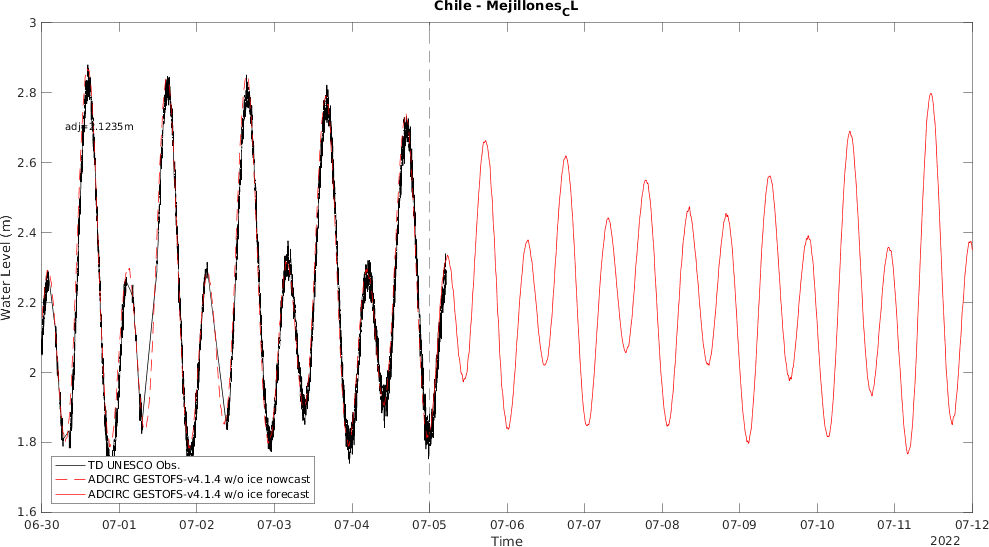 Chile - Mejillones_CL
3
2.8
adj=2.1235m
2.6
2.4
Water Level (m)
2.2
2
1.8
TD UNESCO Obs.
ADCIRC GESTOFS-v4.1.4 w/o ice nowcast
ADCIRC GESTOFS-v4.1.4 w/o ice forecast
1.6
06-30 07-01 07-02 07-03 07-04 07-05 07-06 07-07 07-08 07-09 07-10 07-11 07-12
Time
2022